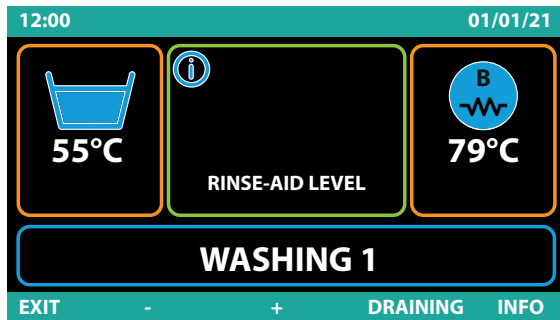 12:00 01/01/21
B
55°C
79°C
RINSE-AID LEVEL
WASHING 1
EXIT - + DRAINING INFO